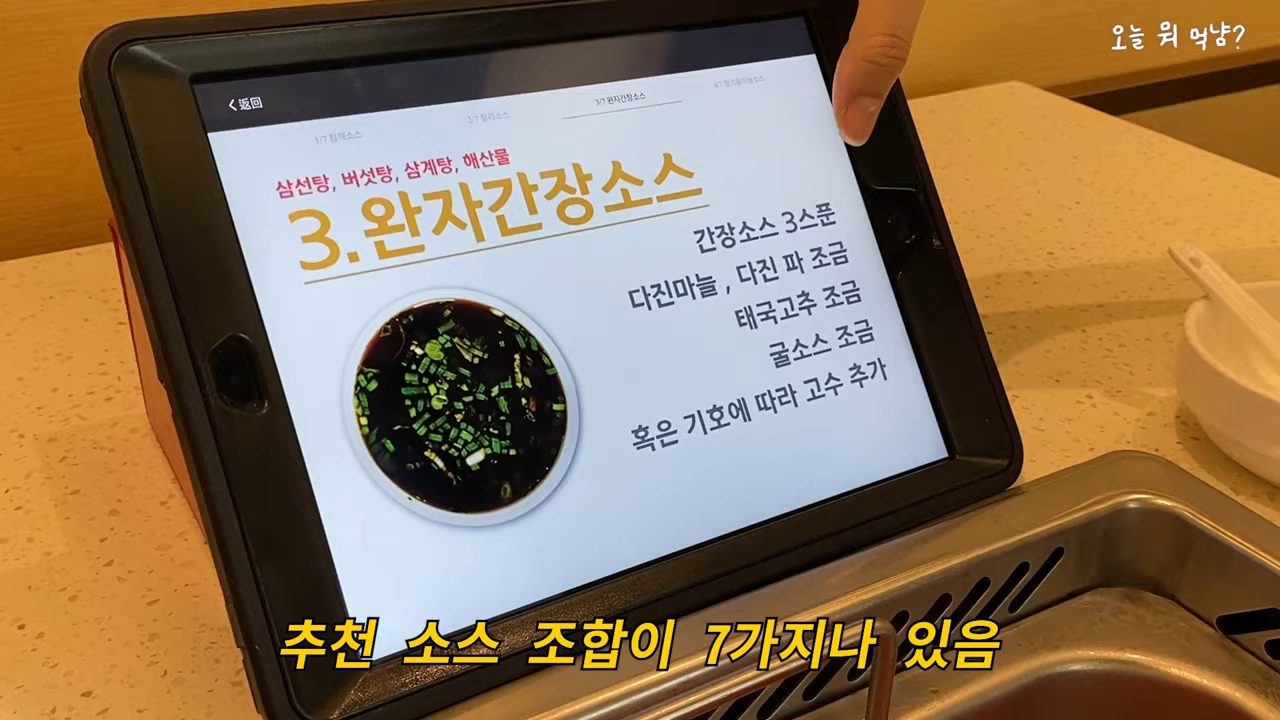 오늘 뭐 먹냥?
返回
1/7 참깨소스
2/7 칠리소스
3/7 완자간장소스
삼선탕, 버섯탕, 삼계탕, 해산물
3.완자간장소스
간장소스 3스푼
다진마늘 , 다진 파 조금
태국고추 조금
굴소스 조금
혹은 기호에 따라 고수 추가
추천 소스 조합이 7가지나 있음